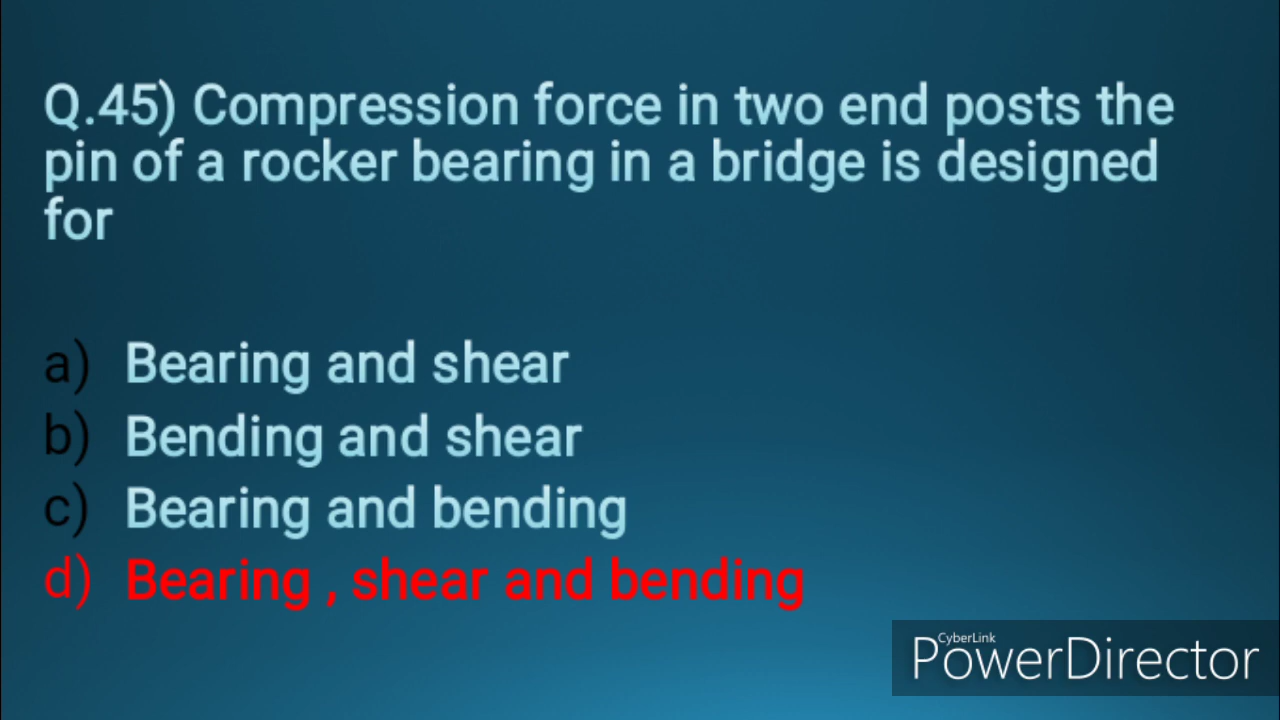 Q.45) Compression force in two end posts the
pin of a rocker bearing in a bridge is designed
for
a) Bearing and shear
b) Bending and shear
c) Bearing and bending
d) Bearing , shear and bending
CyberLink
PowerDirector